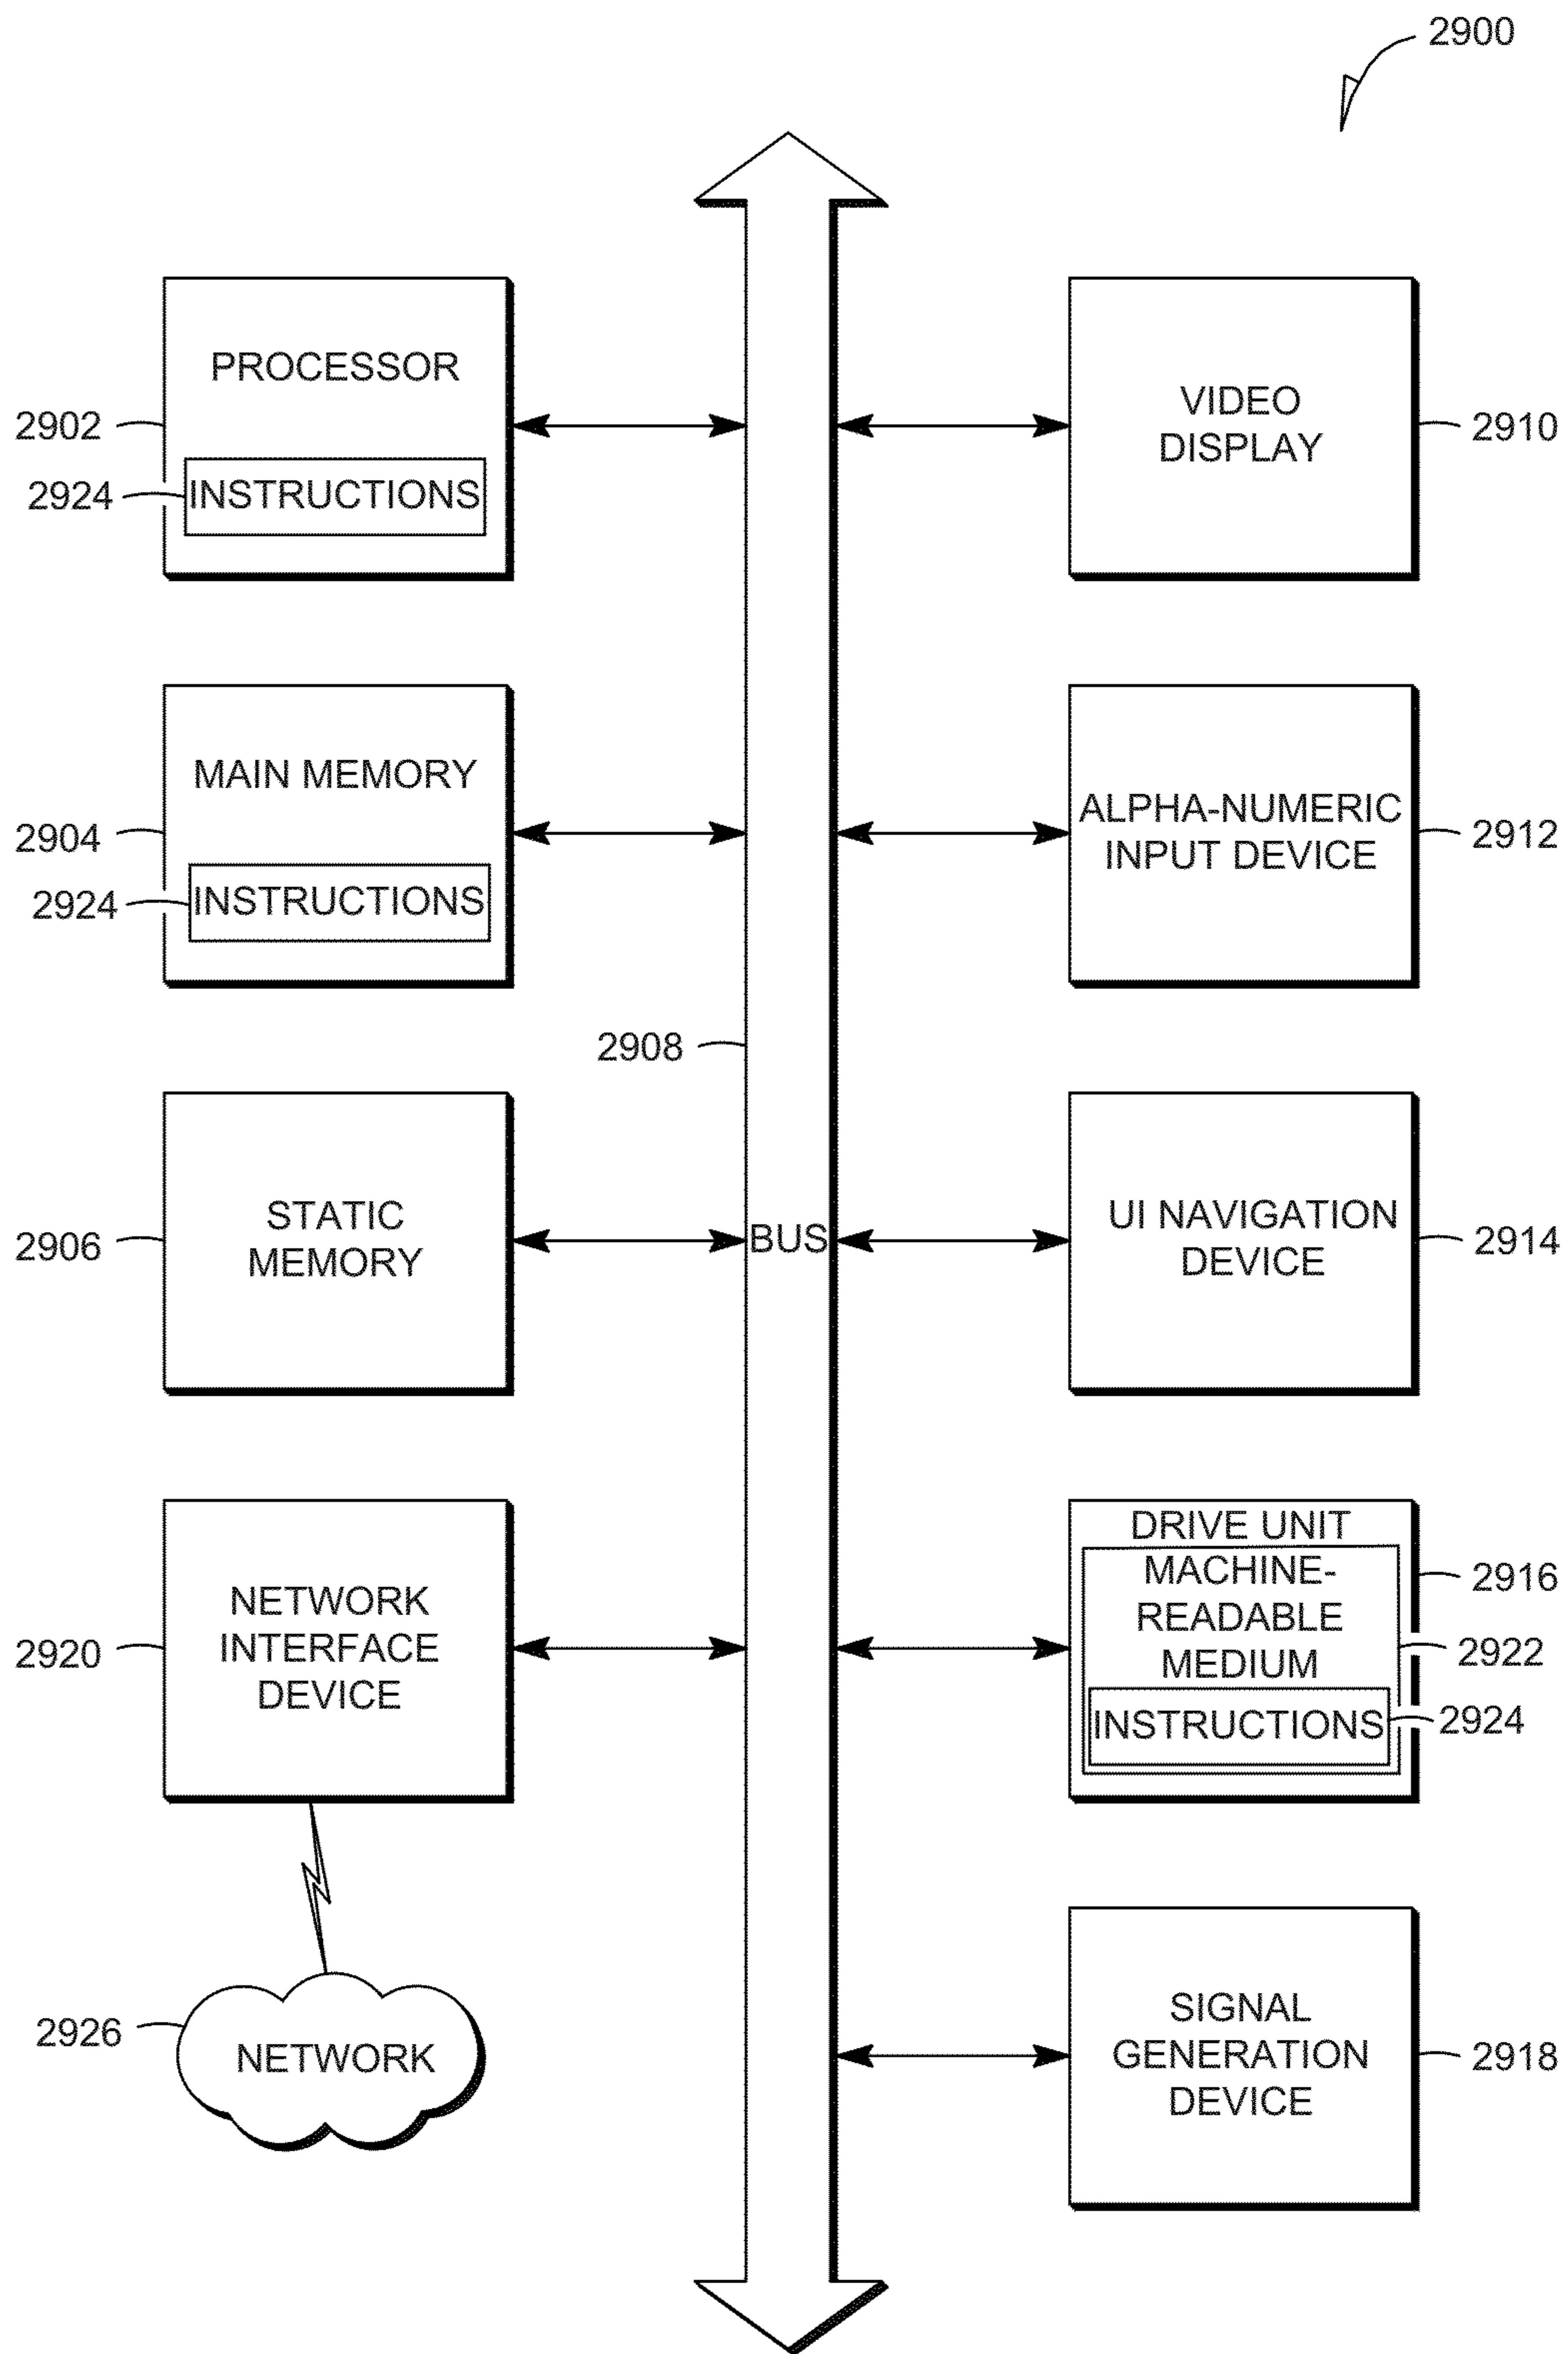 2900
PROCESSOR
2902
2924
INSTRUCTIONS
VIDEO
DISPLAY
2910
MAIN MEMORY
2904
2924
INSTRUCTIONS
ALPHA-NUMERIC
INPUT DEVICE
2912
2908
STATIC
MEMORY
2906
BUS
UI NAVIGATION
DEVICE
2914
NETWORK
INTERFACE
DEVICE
2920
DRIVE UNIT
MACHINE-
READABLE
MEDIUM
2916
2922
INSTRUCTIONS
2924
2926
NETWORK
SIGNAL
GENERATION
DEVICE
2918